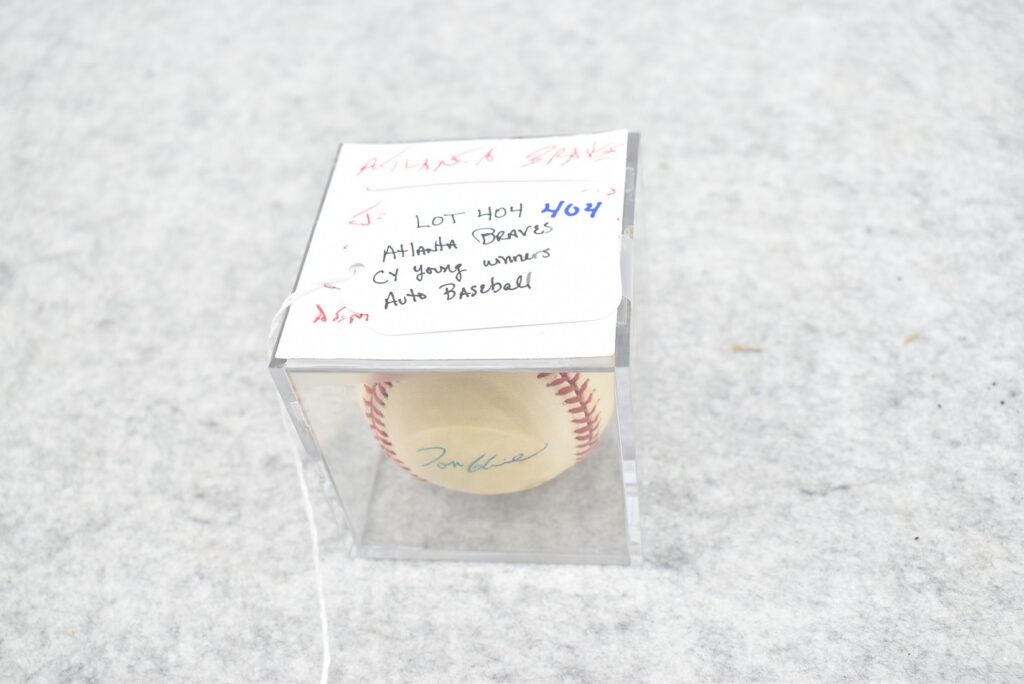 ATLANTA BRAVES
LOT 404 404
Atlanta BRAVES
CY Young winners
Auto Baseball